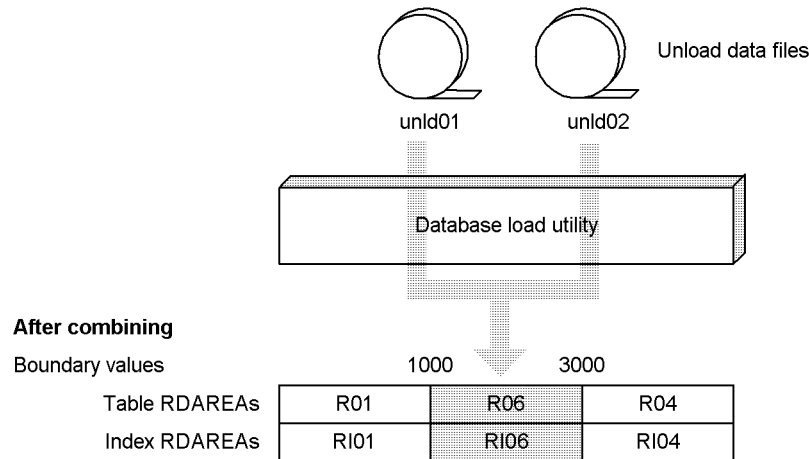 Unload data files
unld01 unld02
Database load utility
After combining
Boundary values 1000 3000
Table RDAREAs R01 R06 R04
Index RDAREAs RI01 RI06 RI04